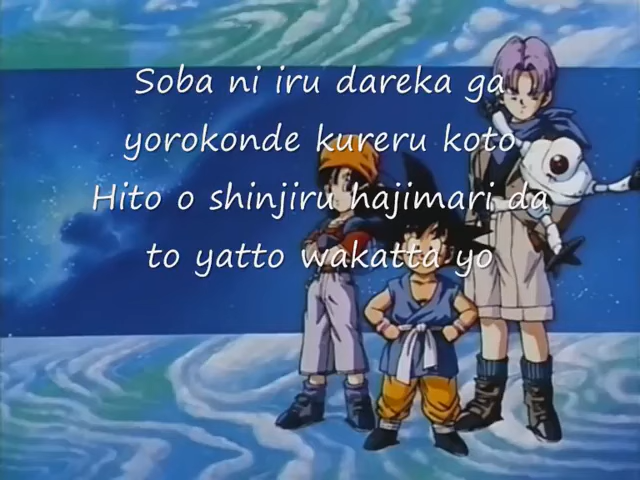 Soba ni iru dareka ga
yorokonde kureru koto
Hito o shinjiru hajimari da
to yatto wakatta yo